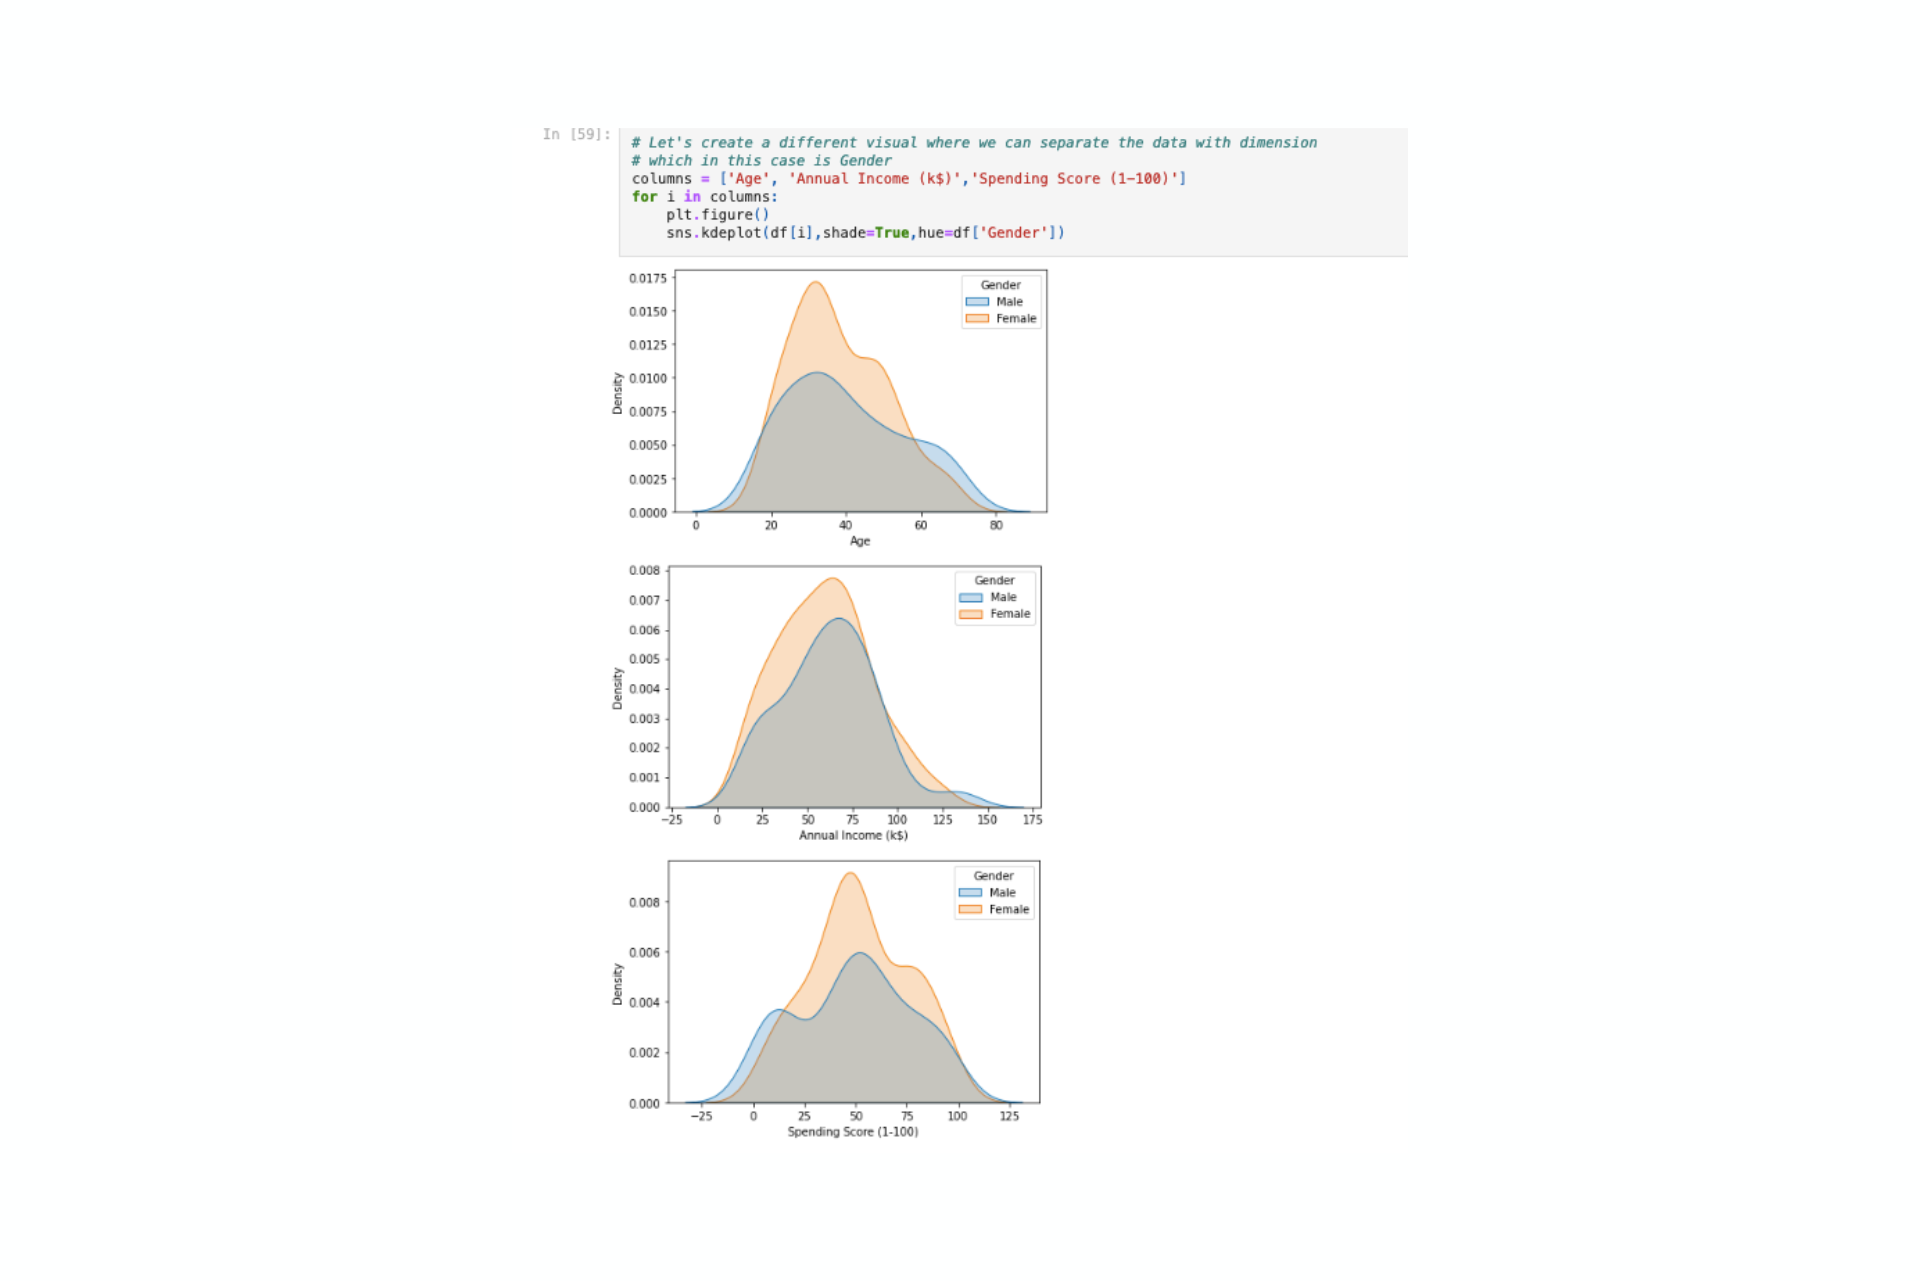 In [59]:
# Let's create a different visual where we can separate the data with dimension
# which in this case is Gender
columns = ['Age', 'Annual Income (k$)','Spending Score (1-100)']
for i in columns:
    plt.figure()
    sns.kdeplot(df[i],shade=True,hue=df['Gender'])
Gender
Male
Female
0.0175
0.0150
0.0125
0.0100
0.0075
0.0050
0.0025
0.0000
Density
0 20 40 60 80
Age
Gender
Male
Female
0.008
0.007
0.006
0.005
0.004
0.003
0.002
0.001
0.000
Density
−25 0 25 50 75 100 125 150 175
Annual Income (k$)
Gender
Male
Female
0.008
0.006
0.004
0.002
0.000
Density
−25 0 25 50 75 100 125
Spending Score (1-100)